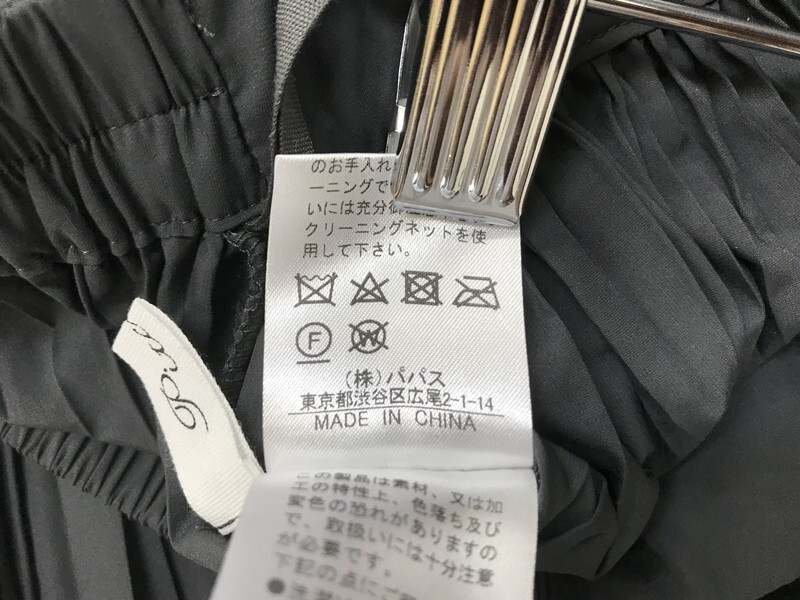 のお手入れ
ーニングで
いには充分御
クリーニングネットを使
用して下さい。
F
W
(株)パパス
東京都渋谷区広尾2-1-14
MADE IN CHINA
この製品は素材、又は加
工の特性上、色落ち及び
変色の恐れがありますの
で、取扱いには十分注意
が必要です。
下記の点にご